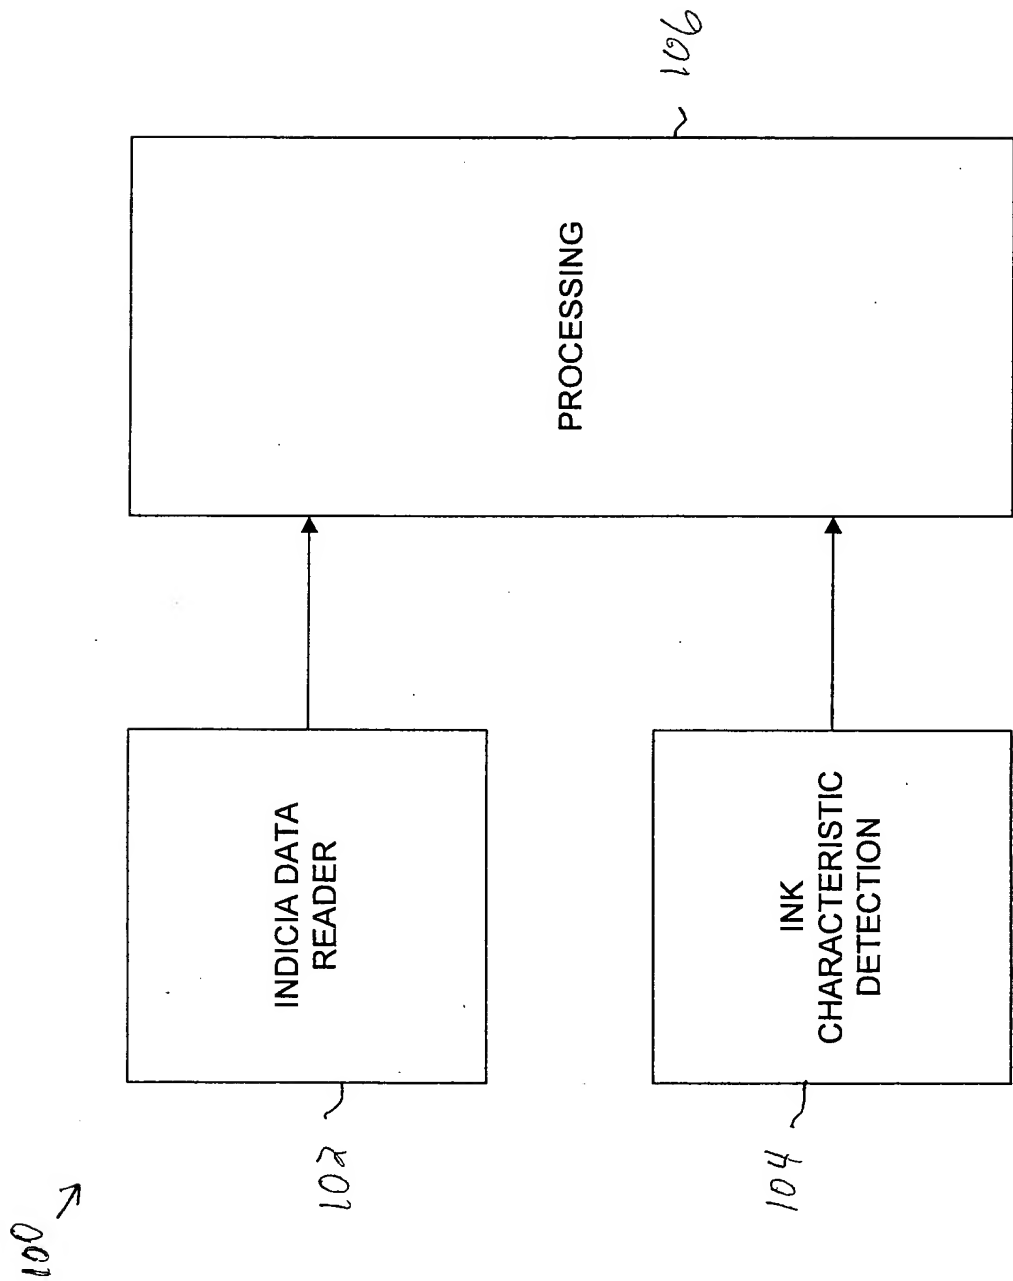 100
102
INDICIA DATA
READER
104
INK
CHARACTERISTIC
DETECTION
PROCESSING
106